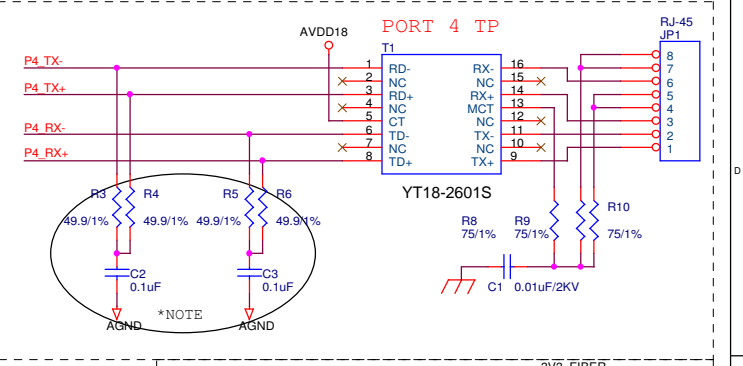 PORT 4 TP
RJ-45
JP1
AVDD18
T1
P4_TX-
P4_TX+
P4_RX-
P4_RX+
1 RD- RX- 16
2 NC NC 15
3 RD+ RX+ 14
4 NC MCT 13
5 CT NC 12
6 TD- TX- 11
7 NC NC 10
8 TD+ TX+ 9
8
7
6
5
4
3
2
1
D
YT18-2601S
R3 R4 R5 R6
49.9/1% 49.9/1% 49.9/1% 49.9/1%
R8 R9 R10
75/1% 75/1% 75/1%
C2
0.1uF
C3
0.1uF
C1 0.01uF/2KV
*NOTE
AGND AGND